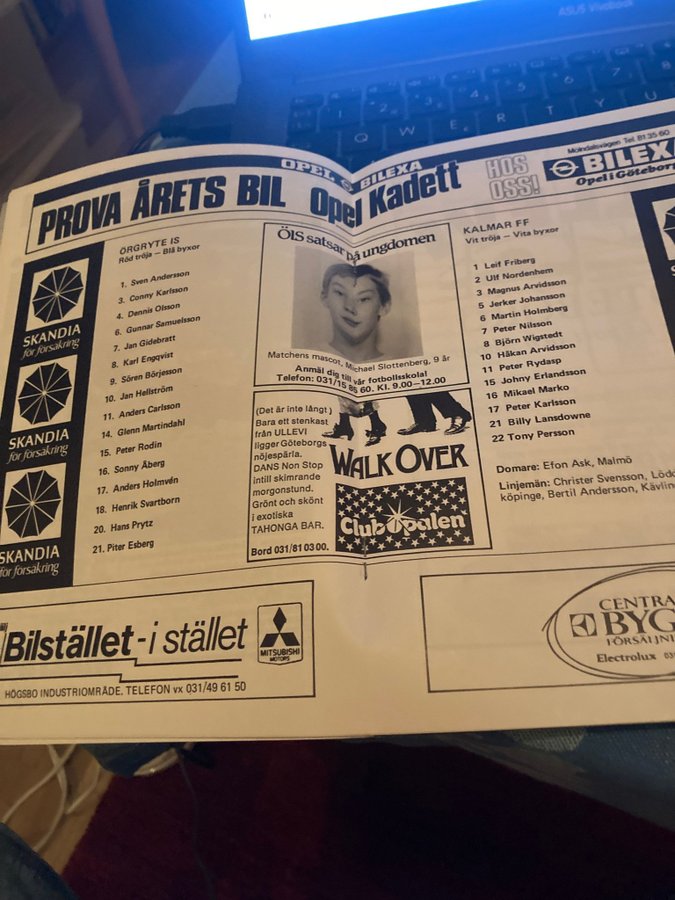 ASUS Vivobook
Q W E R T Y U
OPEL BILEXA
PROVA ÅRETS BIL Opel Kadett
HOS
OSS!
Mölndalsvägen Tel. 81 35 60
BILEXA
Opel i Göteborg
SKANDIA
för försäkring
SKANDIA
för försäkring
SKANDIA
för försäkring
ÖRGRYTE IS
Röd tröja – Blå byxor
1. Sven Andersson
3. Conny Karlsson
4. Dennis Olsson
6. Gunnar Samuelsson
7. Jan Gidebratt
8. Karl Engqvist
9. Sören Börjesson
10. Jan Hellström
11. Anders Carlsson
14. Glenn Martindahl
15. Peter Rodin
16. Sonny Åberg
17. Anders Holmvén
18. Henrik Svartborn
20. Hans Prytz
21. Piter Esberg
ÖIS satsar på ungdomen
Matchens mascot, Michael Slottenberg, 9 år
Anmäl dig till vår fotbollsskola!
Telefon: 031/15 60. Kl. 9.00–12.00
(Det är inte långt)
Bara ett stenkast
från ULLEVI
ligger Göteborgs
nöjespärla.
DANS Non Stop
intill skimrande
morgonstund.
Grönt och skönt
i exotiska
TAHONGA BAR.
Bord 031/81 03 00.
WALK OVER
Club Opalen
KALMAR FF
Vit tröja – Vita byxor
1 Leif Friberg
2 Ulf Nordenhem
3 Magnus Arvidsson
5 Jerker Johansson
6 Martin Holmberg
7 Peter Nilsson
8 Björn Wigstedt
10 Håkan Arvidsson
11 Peter Rydasp
15 Johny Erlandsson
16 Mikael Marko
17 Peter Karlsson
21 Billy Lansdowne
22 Tony Persson
Domare: Efon Ask, Malmö
Linjemän: Christer Svensson, Lödd
köpinge, Bertil Andersson, Kävlin
Bilstället - i stället
MITSUBISHI
MOTORS
HÖGSBO INDUSTRIOMRÅDE. TELEFON vx 031/49 61 50
CENTRA
BYG
FÖRSÄLJNI
Electrolux 03